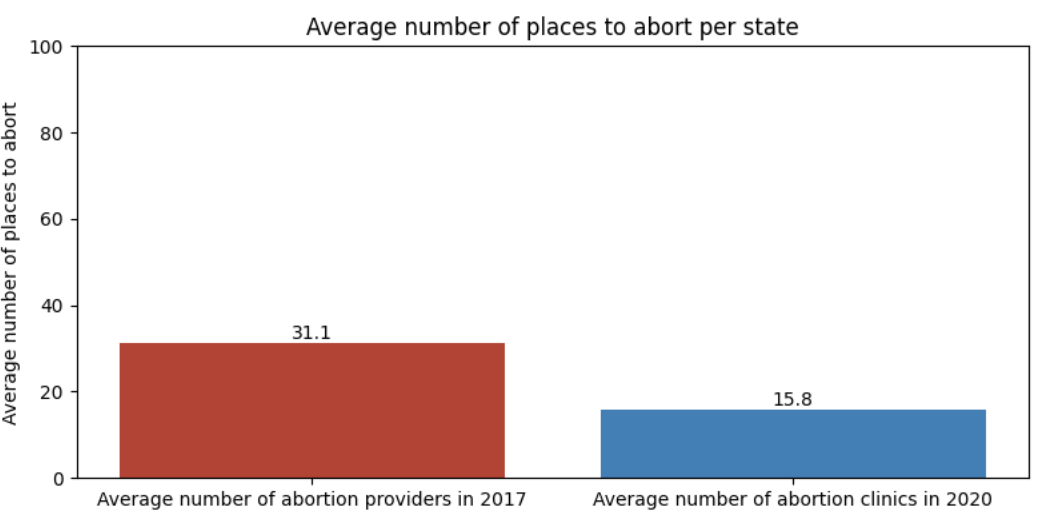 Average number of places to abort per state
Average number of places to abort
100
80
60
40
20
0
31.1
15.8
Average number of abortion providers in 2017
Average number of abortion clinics in 2020